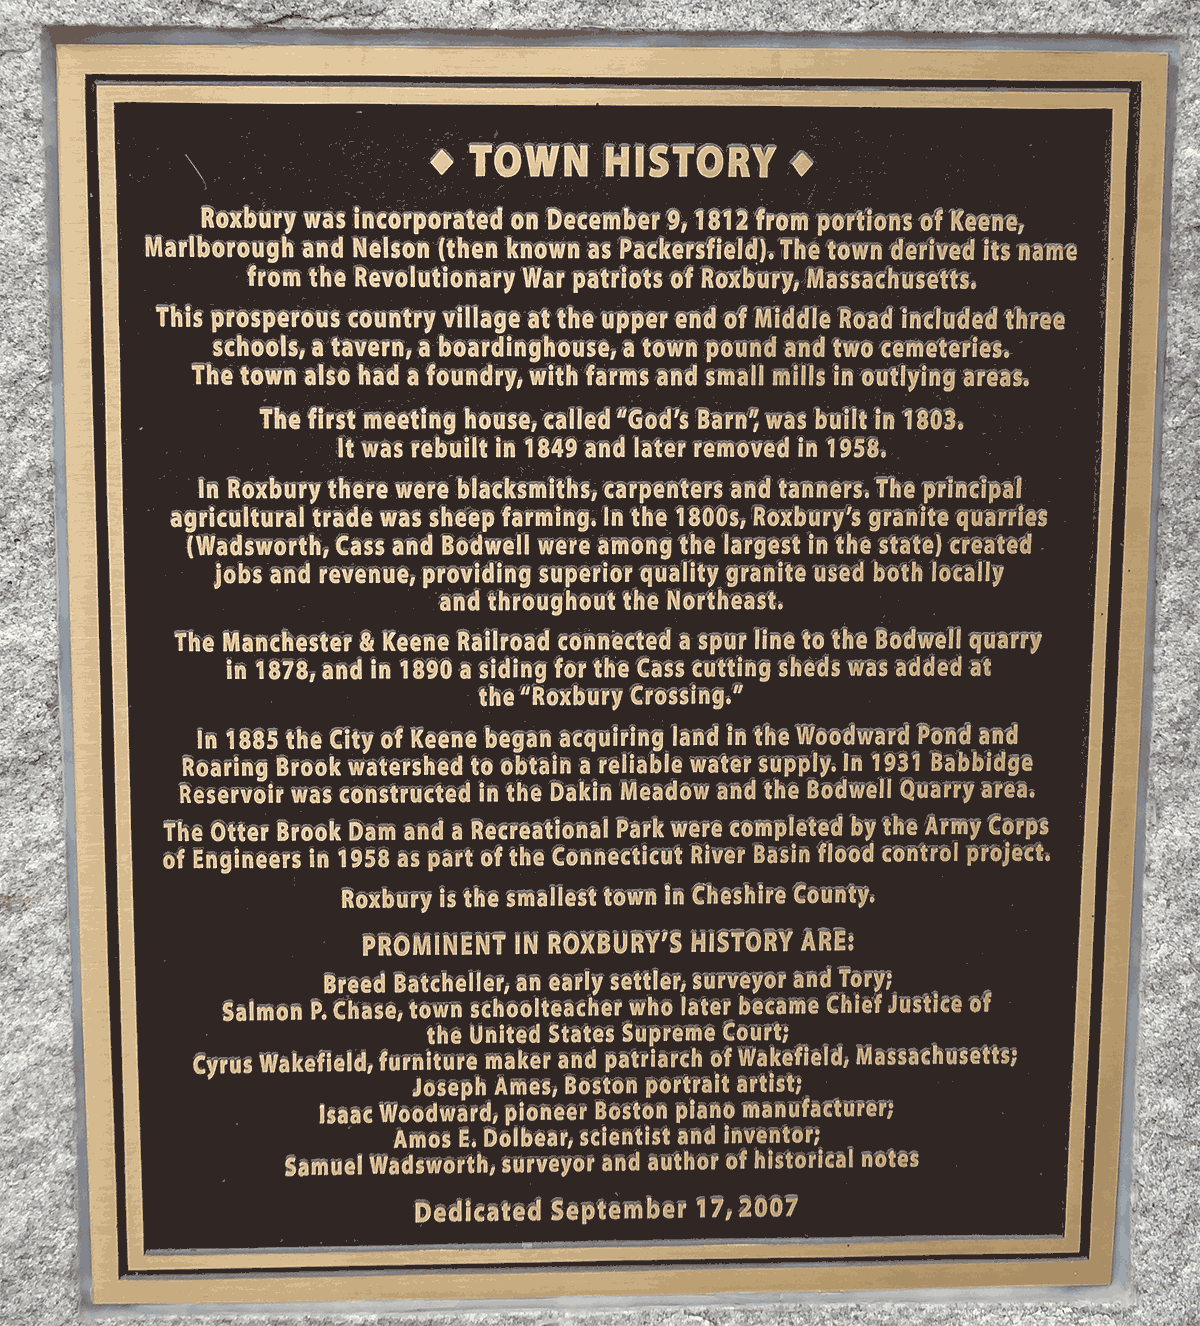 ◆ TOWN HISTORY ◆
Roxbury was incorporated on December 9, 1812 from portions of Keene,
Marlborough and Nelson (then known as Packersfield). The town derived its name
from the Revolutionary War patriots of Roxbury, Massachusetts.
This prosperous country village at the upper end of Middle Road included three
schools, a tavern, a boardinghouse, a town pound and two cemeteries.
The town also had a foundry, with farms and small mills in outlying areas.
The first meeting house, called “God’s Barn”, was built in 1803.
It was rebuilt in 1849 and later removed in 1958.
In Roxbury there were blacksmiths, carpenters and tanners. The principal
agricultural trade was sheep farming. In the 1800s, Roxbury’s granite quarries
(Wadsworth, Cass and Bodwell were among the largest in the state) created
jobs and revenue, providing superior quality granite used both locally
and throughout the Northeast.
The Manchester & Keene Railroad connected a spur line to the Bodwell quarry
in 1878, and in 1890 a siding for the Cass cutting sheds was added at
the “Roxbury Crossing.”
In 1885 the City of Keene began acquiring land in the Woodward Pond and
Roaring Brook watershed to obtain a reliable water supply. In 1931 Babbidge
Reservoir was constructed in the Dakin Meadow and the Bodwell Quarry area.
The Otter Brook Dam and a Recreational Park were completed by the Army Corps
of Engineers in 1958 as part of the Connecticut River Basin flood control project.
Roxbury is the smallest town in Cheshire County.
PROMINENT IN ROXBURY’S HISTORY ARE:
Breed Batcheller, an early settler, surveyor and Tory;
Salmon P. Chase, town schoolteacher who later became Chief Justice of
the United States Supreme Court;
Cyrus Wakefield, furniture maker and patriarch of Wakefield, Massachusetts;
Joseph Ames, Boston portrait artist;
Isaac Woodward, pioneer Boston piano manufacturer;
Amos E. Dolbear, scientist and inventor;
Samuel Wadsworth, surveyor and author of historical notes
Dedicated September 17, 2007